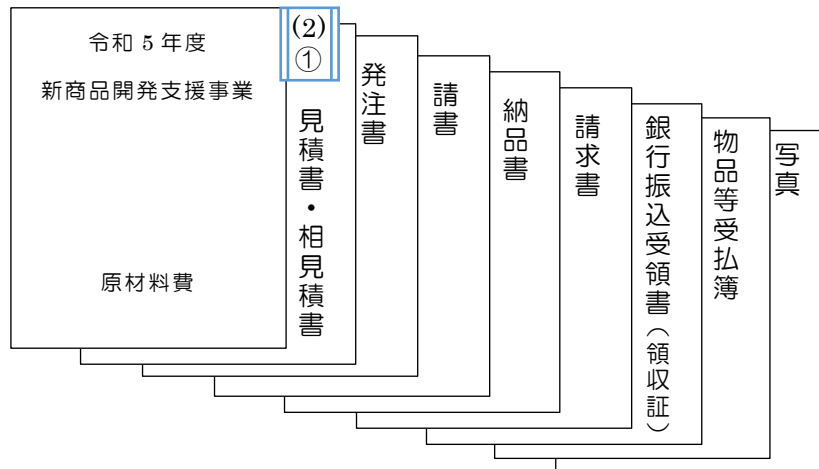 令和 5 年度
新商品開発支援事業
原材料費
(2)
①
見積書・相見積書
発注書
請書
納品書
請求書
銀行振込受領書（領収証）
物品等受払簿
写真